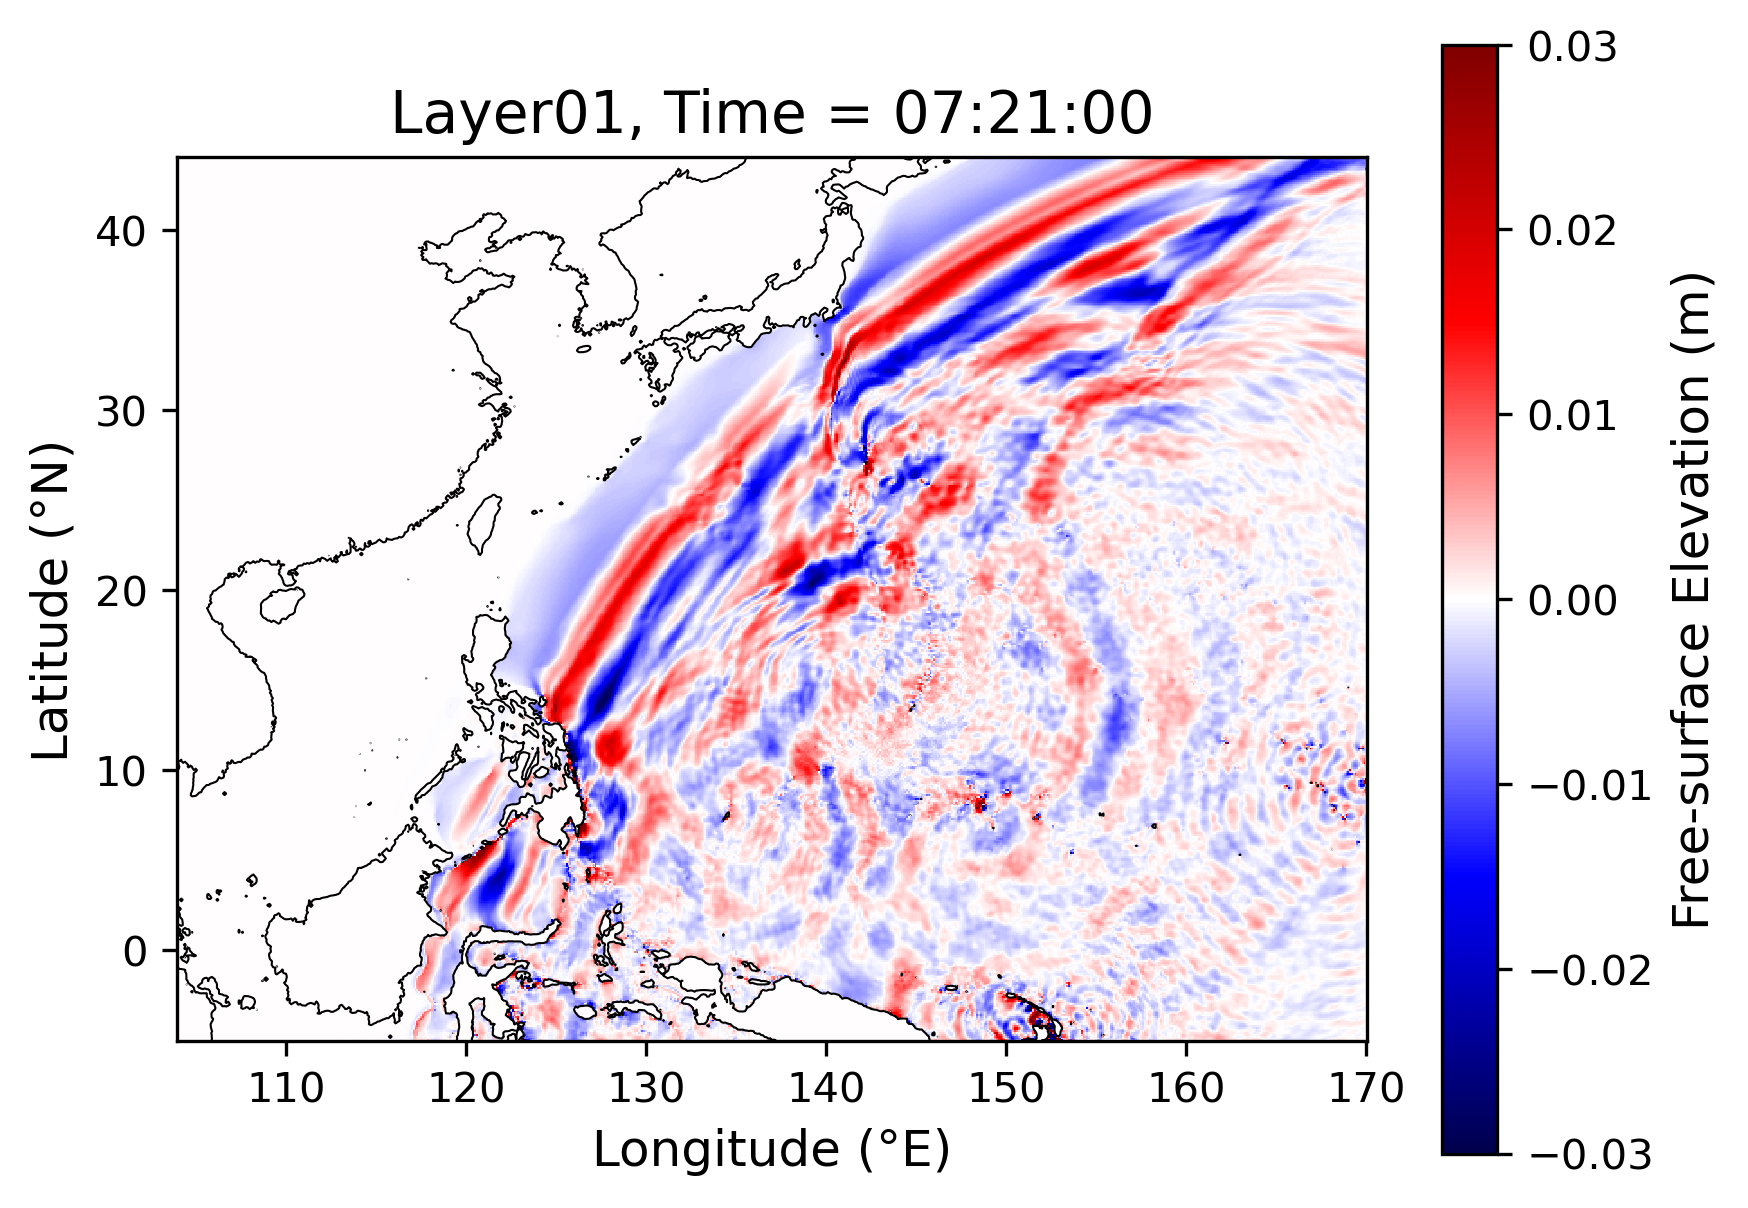 Layer01, Time = 07:21:00
0.03
0.02
0.01
0.00
−0.01
−0.02
−0.03
Free-surface Elevation (m)
40
30
20
10
0
Latitude (°N)
110 120 130 140 150 160 170
Longitude (°E)